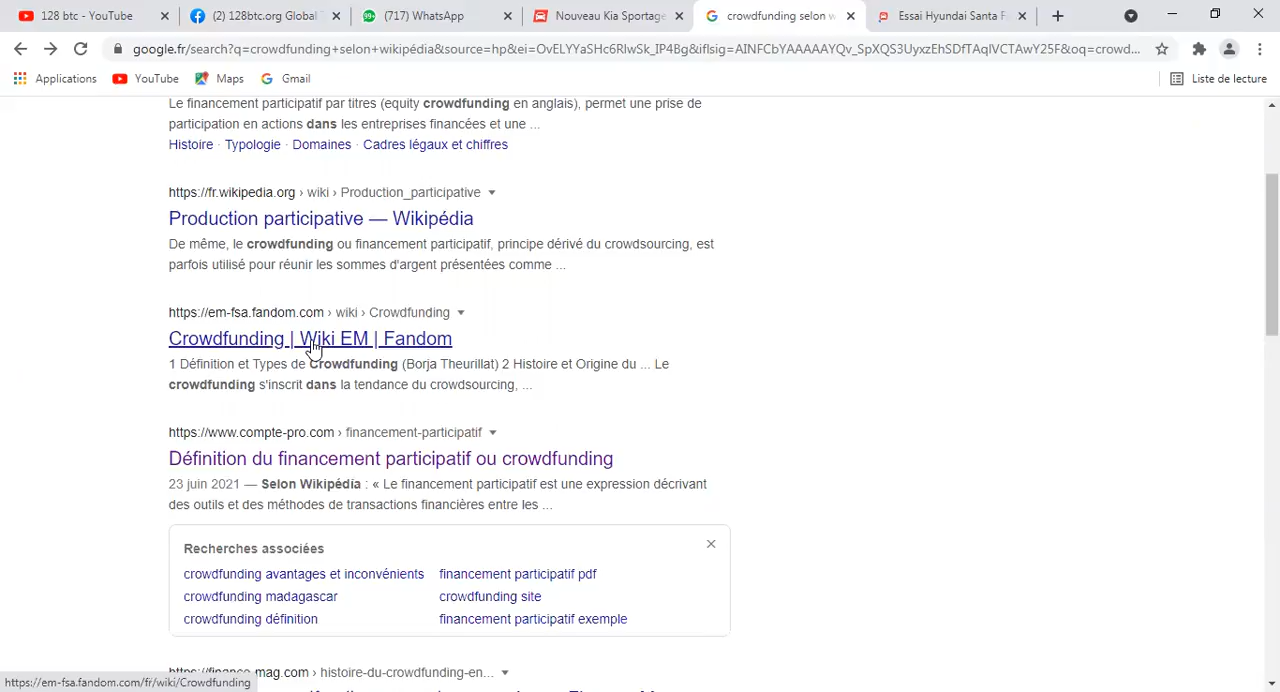 128 btc - YouTube
(2) 128btc.org Global
(717) WhatsApp
Nouveau Kia Sportage
crowdfunding selon w
Essai Hyundai Santa F
google.fr/search?q=crowdfunding+selon+wikipédia&source=hp&ei=OvELYYaSHc6RlwSk_IP4Bg&iflsig=AINFCbYAAAAAYQv_SpXQS3UyxzEhSDfTAqlVCTAwY25F&oq=crowd...
Applications
YouTube
Maps
Gmail
Liste de lecture
Le financement participatif par titres (equity crowdfunding en anglais), permet une prise de
participation en actions dans les entreprises financées et une ...
Histoire · Typologie · Domaines · Cadres légaux et chiffres
https://fr.wikipedia.org › wiki › Production_participative
Production participative — Wikipédia
De même, le crowdfunding ou financement participatif, principe dérivé du crowdsourcing, est
parfois utilisé pour réunir les sommes d'argent présentées comme ...
https://em-fsa.fandom.com › wiki › Crowdfunding
Crowdfunding | Wiki EM | Fandom
1 Définition et Types de Crowdfunding (Borja Theurillat) 2 Histoire et Origine du ... Le
crowdfunding s'inscrit dans la tendance du crowdsourcing, ...
https://www.compte-pro.com › financement-participatif
Définition du financement participatif ou crowdfunding
23 juin 2021 — Selon Wikipédia : « Le financement participatif est une expression décrivant
des outils et des méthodes de transactions financières entre les ...
Recherches associées
crowdfunding avantages et inconvénients
financement participatif pdf
crowdfunding madagascar
crowdfunding site
crowdfunding définition
financement participatif exemple
https://finance-mag.com › histoire-du-crowdfunding-en...
https://em-fsa.fandom.com/fr/wiki/Crowdfunding